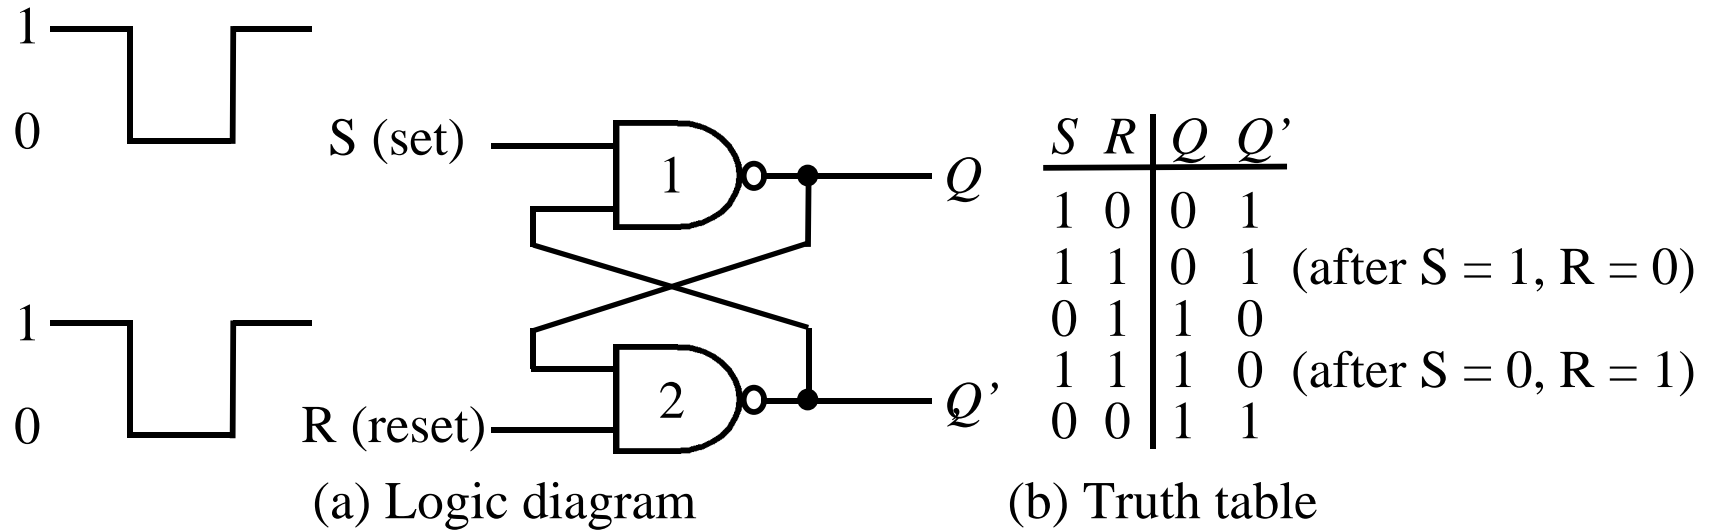 1
0
S (set)
1
Q
1
0
R (reset)
2
Q’
S R Q Q’
1 0 0 1
1 1 0 1 (after S = 1, R = 0)
0 1 1 0
1 1 1 0 (after S = 0, R = 1)
0 0 1 1
(a) Logic diagram
(b) Truth table